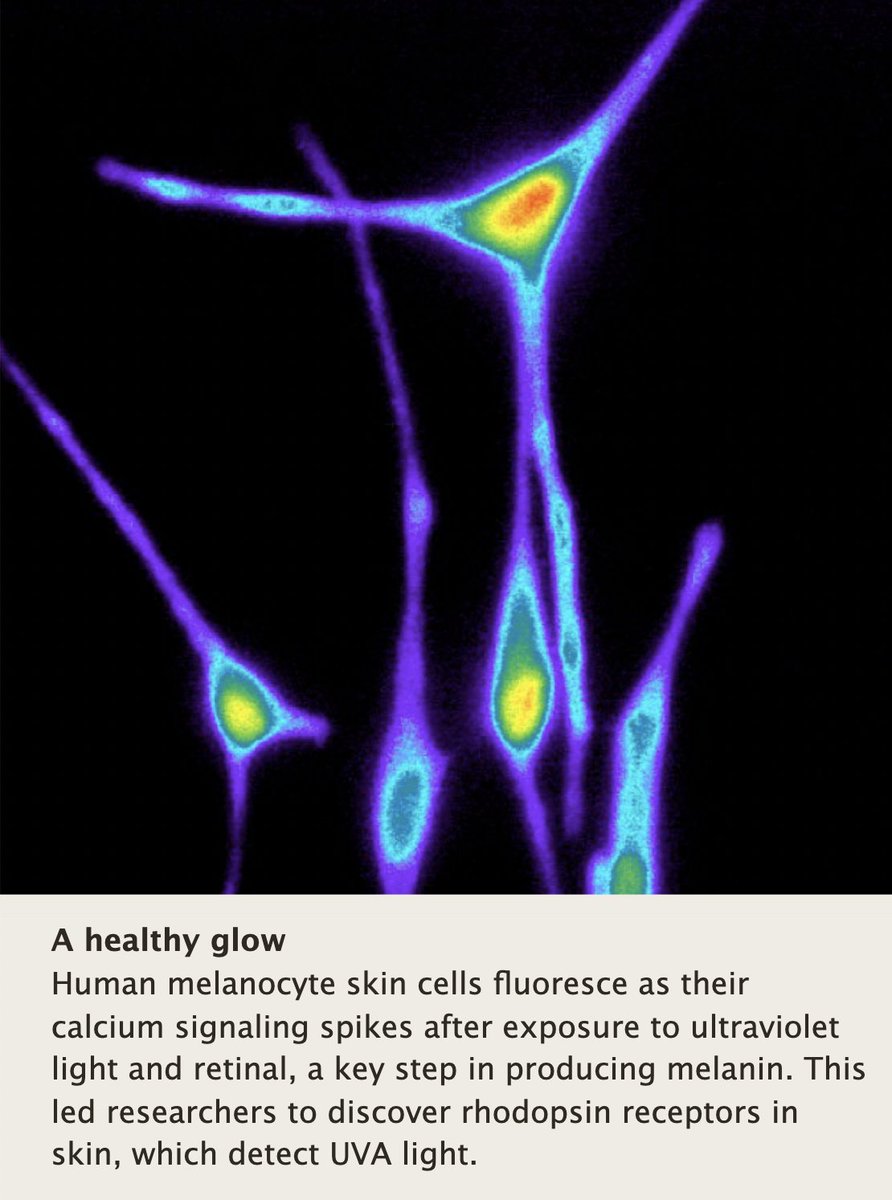 A healthy glow
Human melanocyte skin cells fluoresce as their
calcium signaling spikes after exposure to ultraviolet
light and retinal, a key step in producing melanin. This
led researchers to discover rhodopsin receptors in
skin, which detect UVA light.